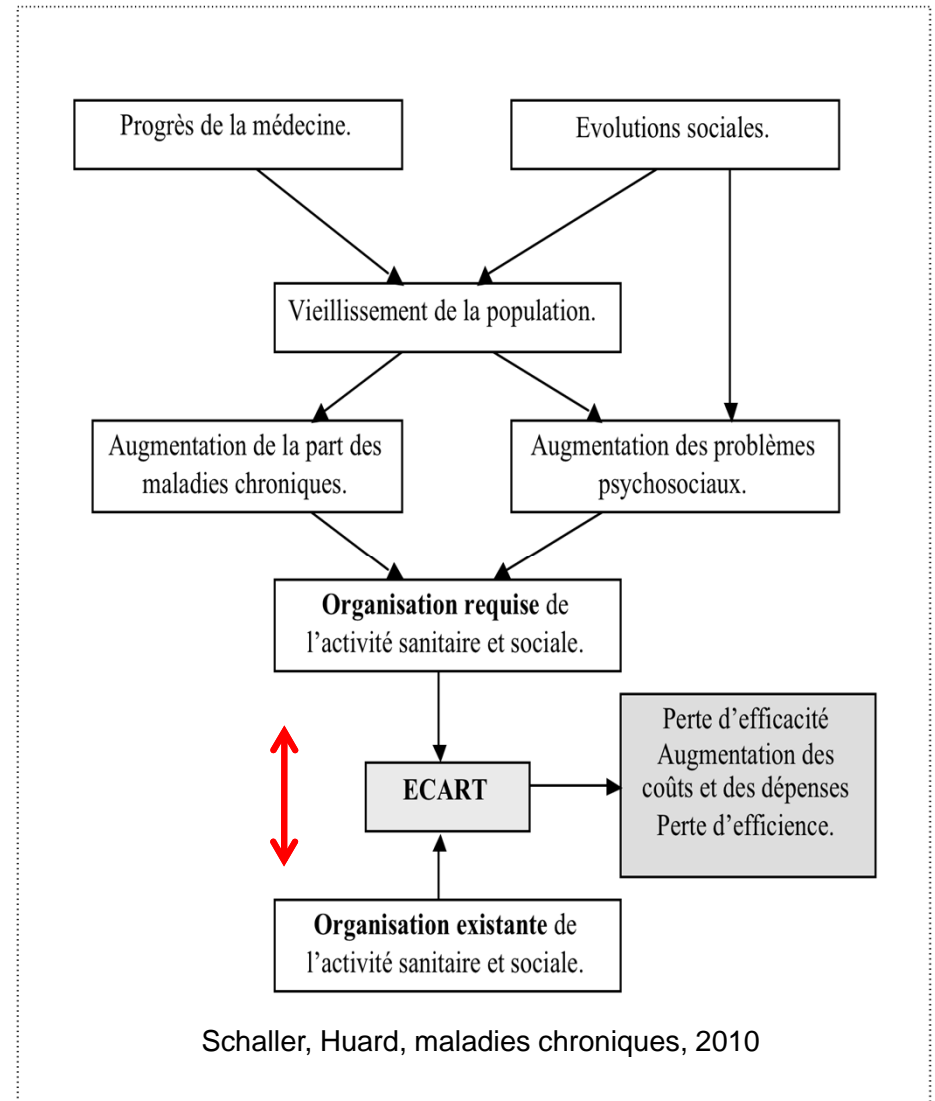 Progrès de la médecine.
Evolutions sociales.
Vieillissement de la population.
Augmentation de la part des
maladies chroniques.
Augmentation des problèmes
psychosociaux.
Organisation requise de
l’activité sanitaire et sociale.
ECART
Perte d’efficacité
Augmentation des
coûts et des dépenses
Perte d’efficience.
Organisation existante de
l’activité sanitaire et sociale.
Schaller, Huard, maladies chroniques, 2010